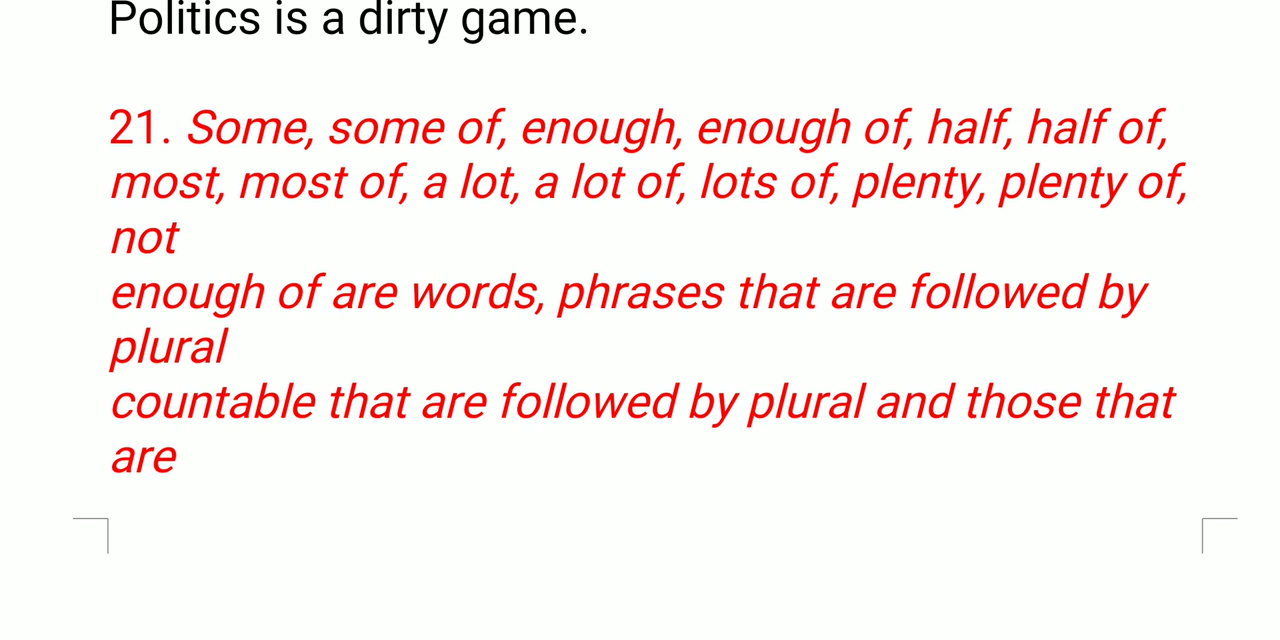 Politics is a dirty game.
21. Some, some of, enough, enough of, half, half of,
most, most of, a lot, a lot of, lots of, plenty, plenty of,
not
enough of are words, phrases that are followed by
plural
countable that are followed by plural and those that
are